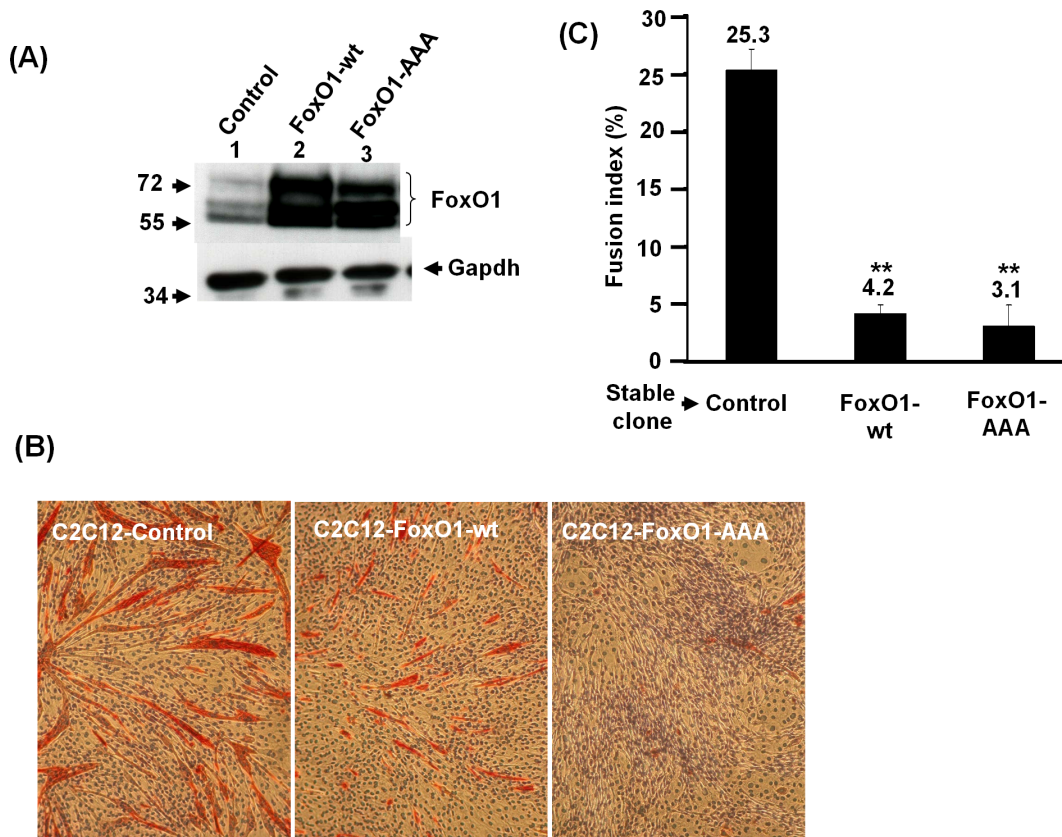 (A)
Control
FoxO1-wt
FoxO1-AAA
1 2 3
72
55
FoxO1
Gapdh
34
(C)
Fusion index (%)
30
25
20
15
10
5
0
25.3
**
4.2
**
3.1
Stable
clone
Control
FoxO1-
wt
FoxO1-
AAA
(B)
C2C12-Control
C2C12-FoxO1-wt
C2C12-FoxO1-AAA